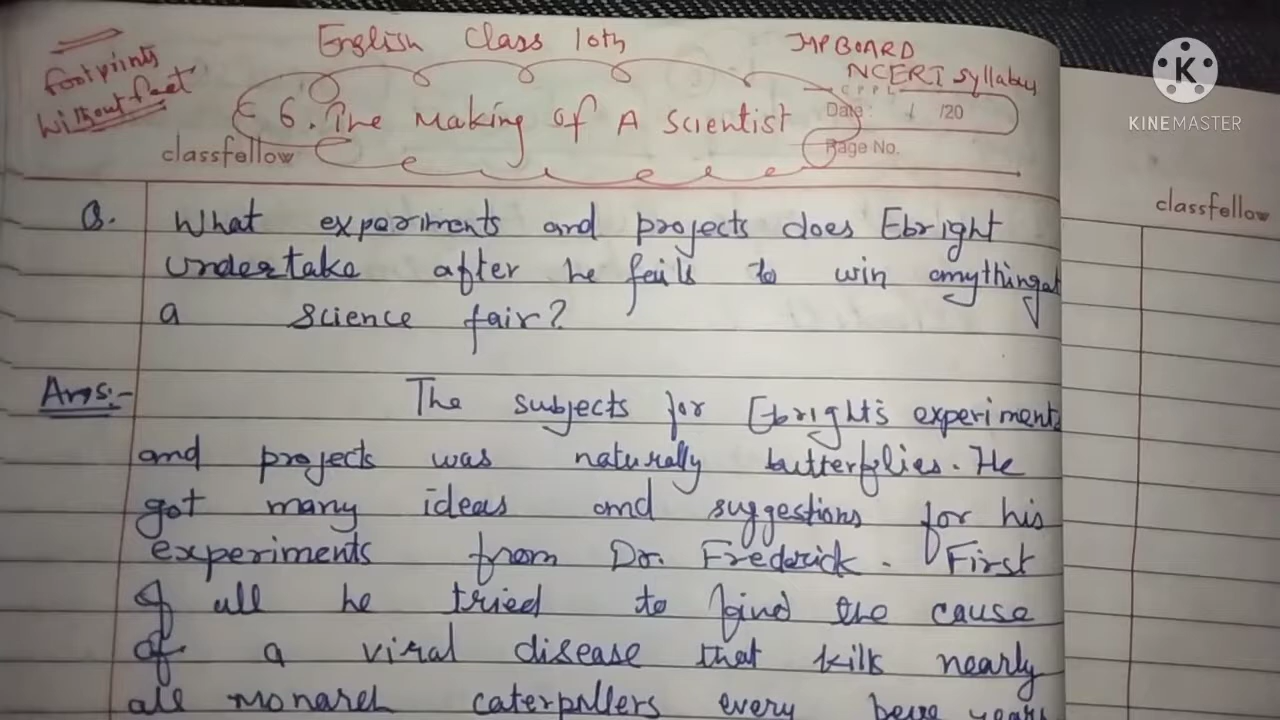 English Class 10th
MP BOARD
NCERT Syllabus
Footprints
Without feet
6. The Making of A Scientist
Date: / /20
Page No.
classfellow
KINEMASTER
classfellow
Q. What experiments and projects does Ebright
undertake after he fails to win anything at
a science fair?
Ans:- The subjects for Ebright's experiments
and projects was naturally butterflies. He
got many ideas and suggestions for his
experiments from Dr. Frederick. First
of all he tried to find the cause
of a viral disease that kills nearly
all monarch caterpillers every years